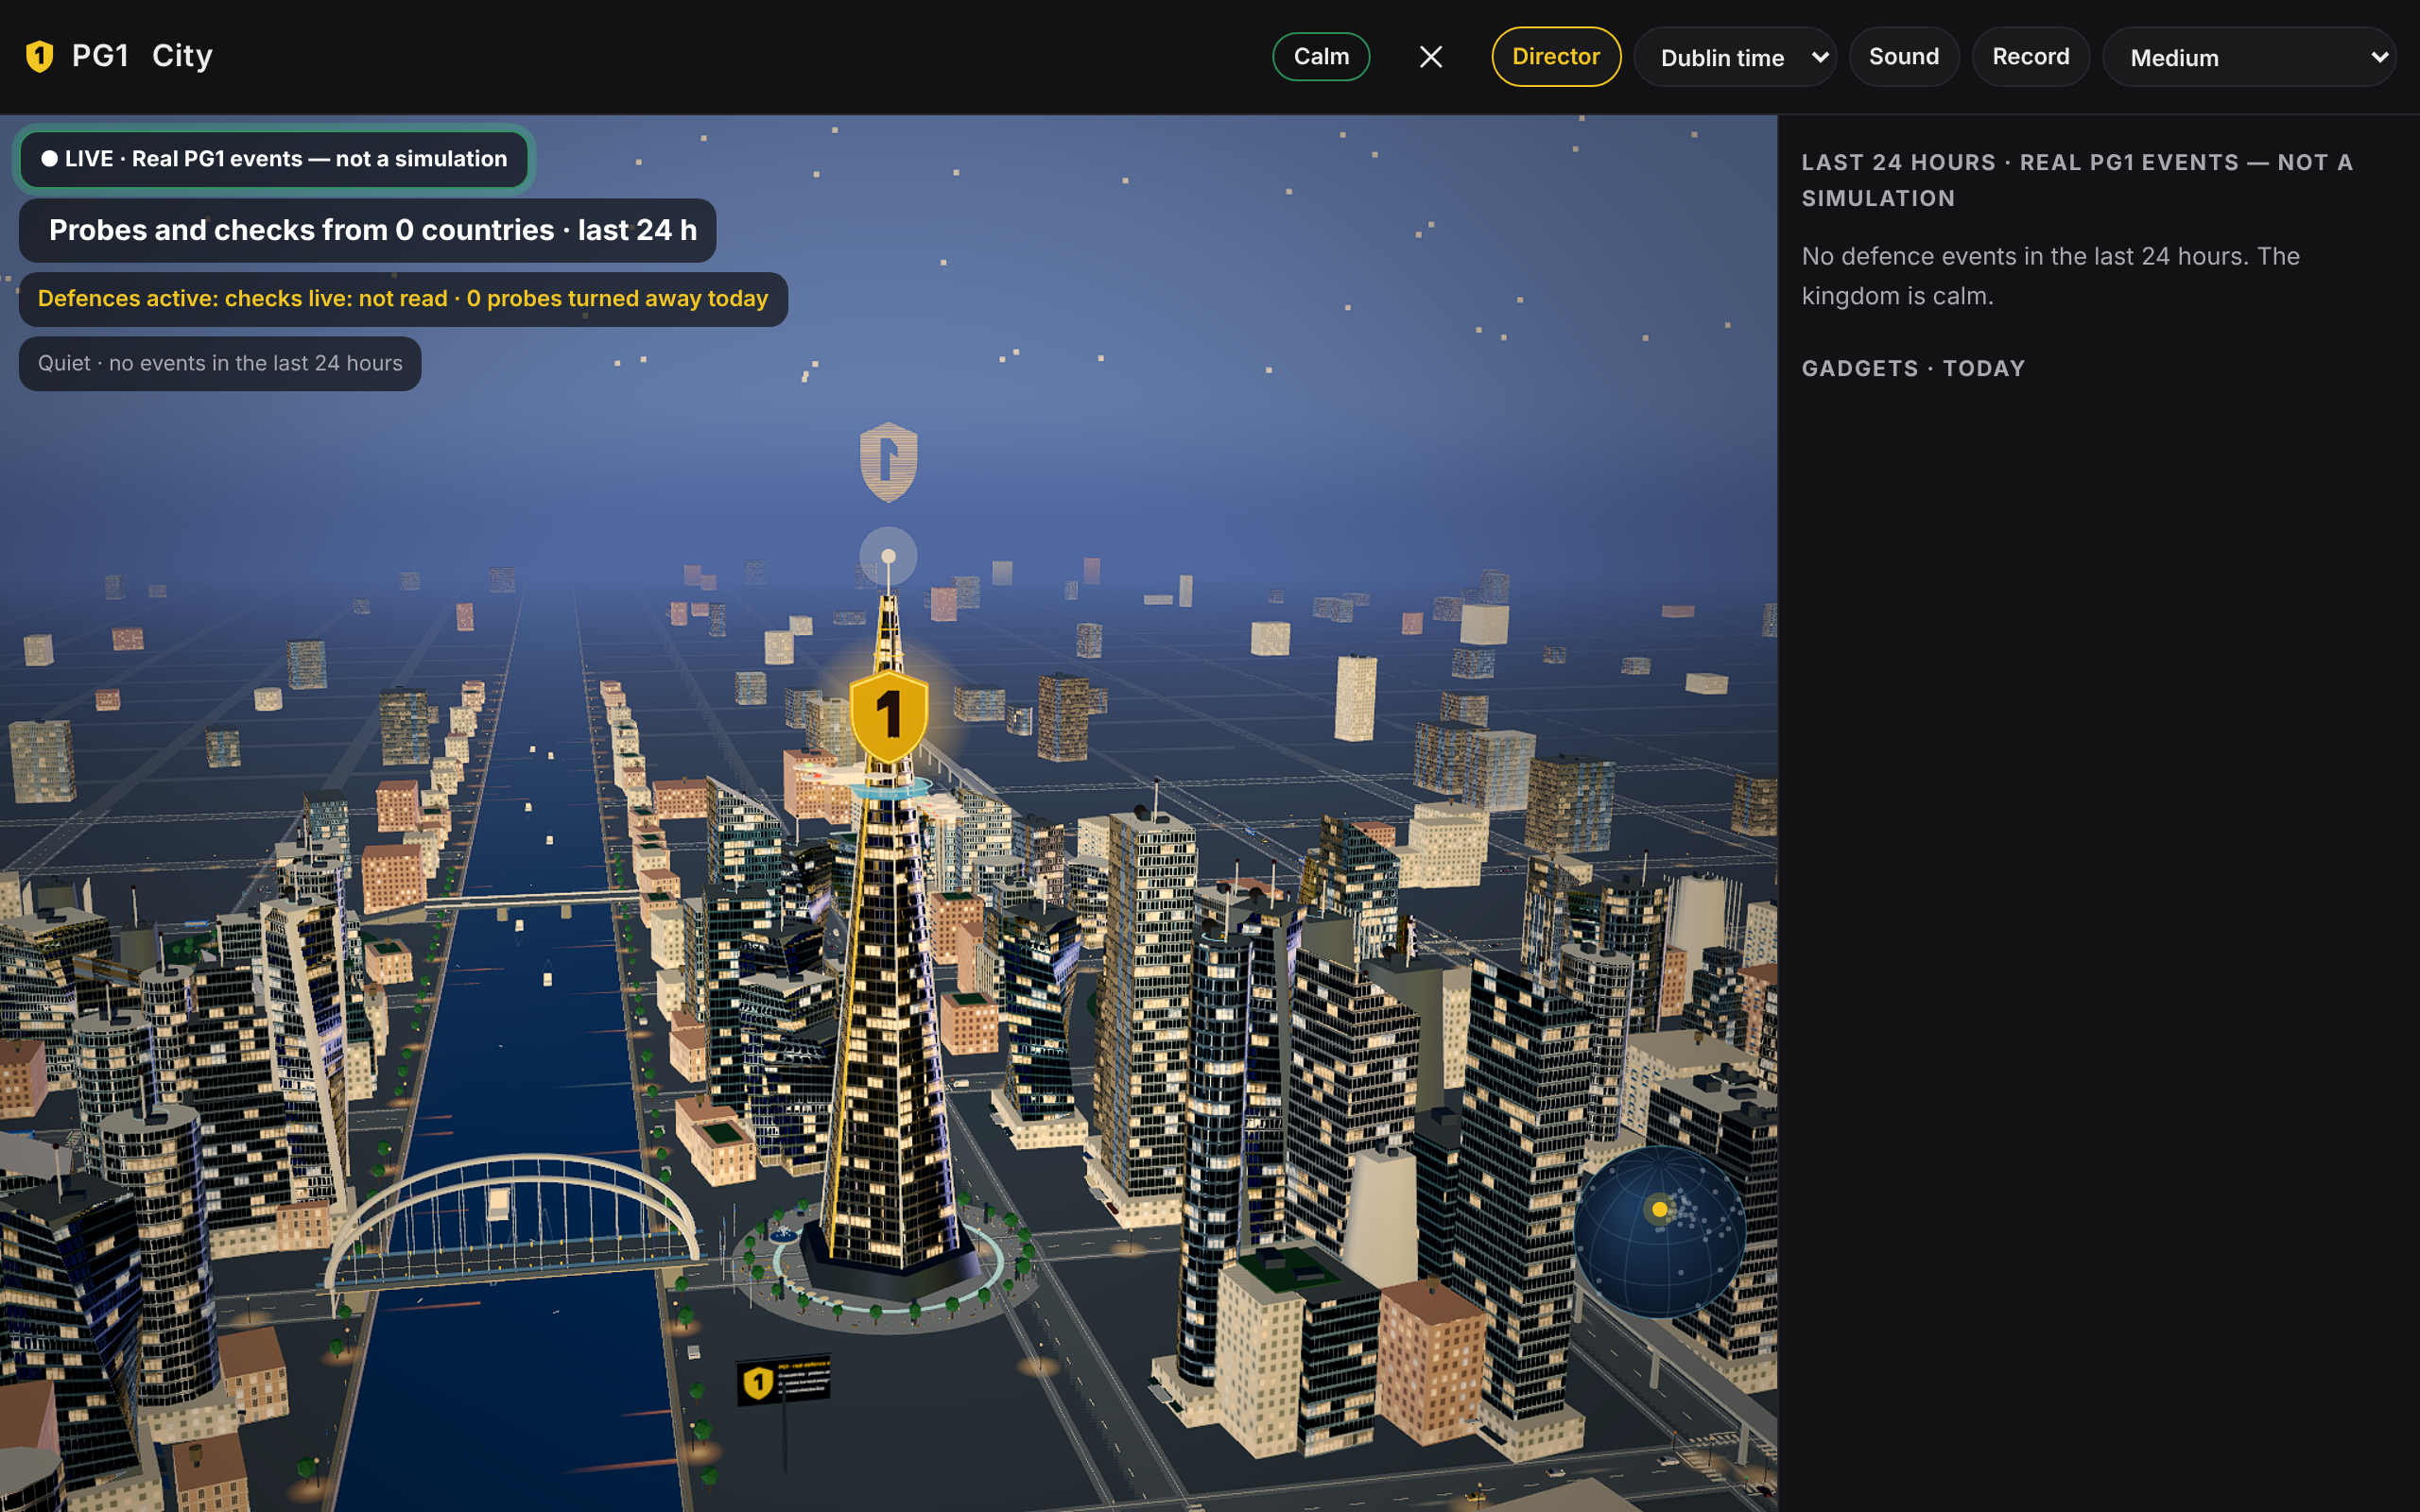 1 PG1 City
Calm
Director
Dublin time
Sound
Record
Medium
LIVE · Real PG1 events — not a simulation
Probes and checks from 0 countries · last 24 h
Defences active: checks live: not read · 0 probes turned away today
Quiet · no events in the last 24 hours
LAST 24 HOURS · REAL PG1 EVENTS — NOT A
SIMULATION
No defence events in the last 24 hours. The
kingdom is calm.
GADGETS · TODAY
1
1
1